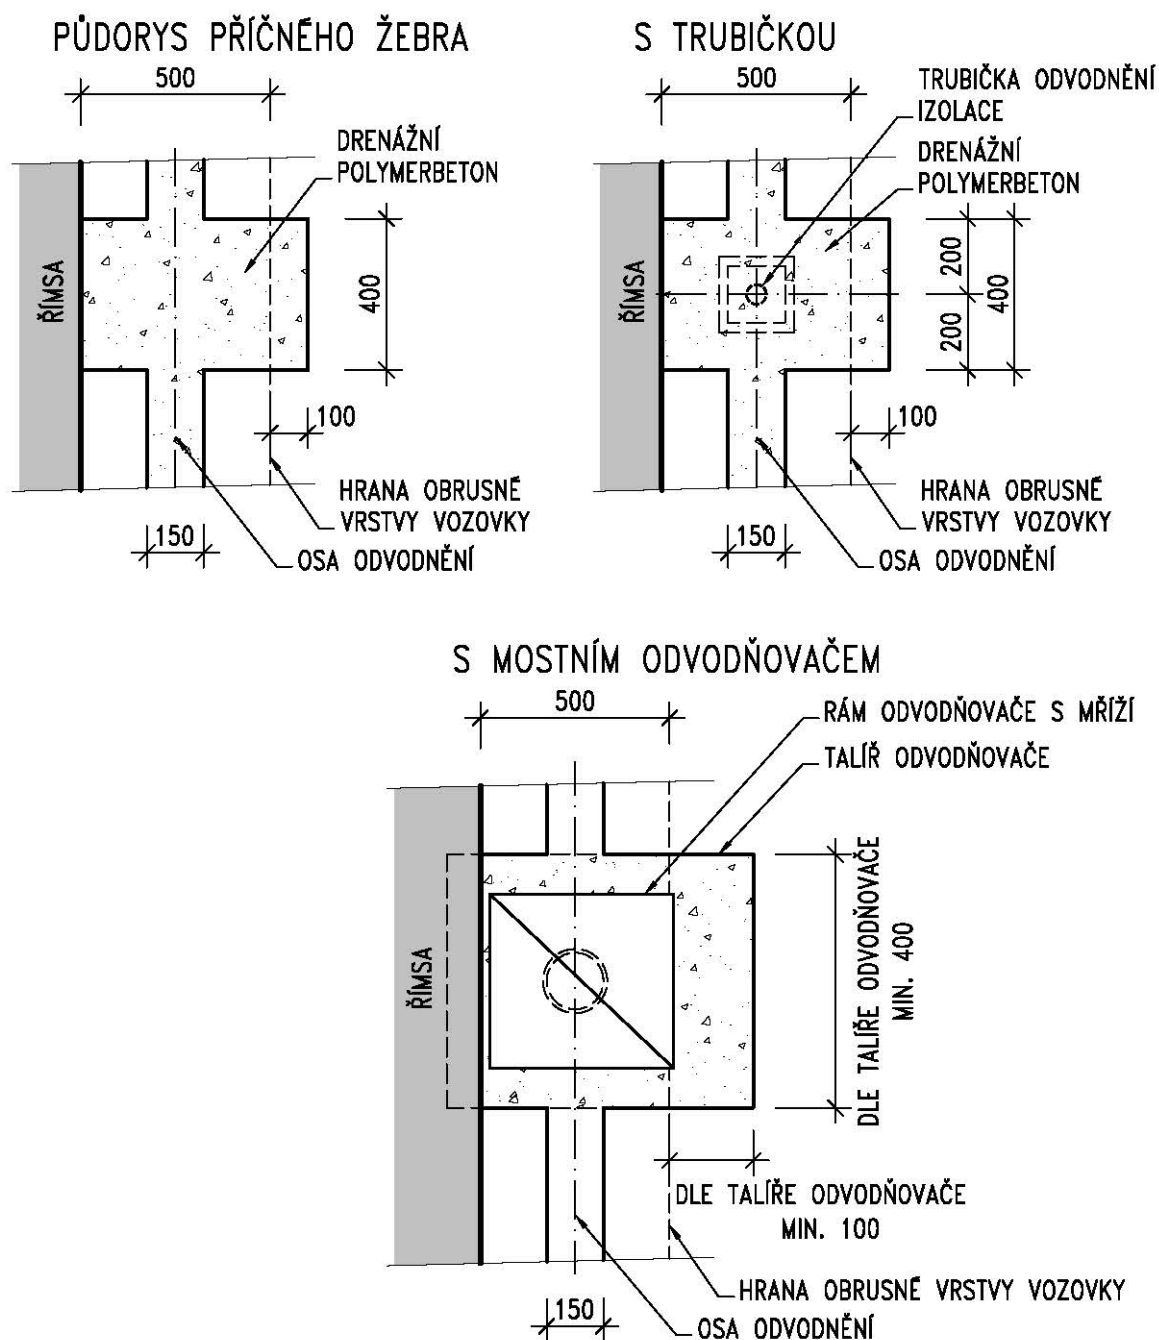 PŮDORYS PŘÍČNÉHO ŽEBRA
500
DRENÁŽNÍ
POLYMERBETON
ŘÍMSA
400
100
HRANA OBRUSNÉ
VRSTVY VOZOVKY
150
OSA ODVODNĚNÍ
S TRUBIČKOU
500
TRUBIČKA ODVODNĚNÍ
IZOLACE
DRENÁŽNÍ
POLYMERBETON
ŘÍMSA
200
200
400
100
HRANA OBRUSNÉ
VRSTVY VOZOVKY
150
OSA ODVODNĚNÍ
S MOSTNÍM ODVODŇOVAČEM
500
RÁM ODVODŇOVAČE S MŘÍŽÍ
TALÍŘ ODVODŇOVAČE
ŘÍMSA
DLE TALÍŘE ODVODŇOVAČE
MIN. 400
DLE TALÍŘE ODVODŇOVAČE
MIN. 100
HRANA OBRUSNÉ VRSTVY VOZOVKY
150
OSA ODVODNĚNÍ